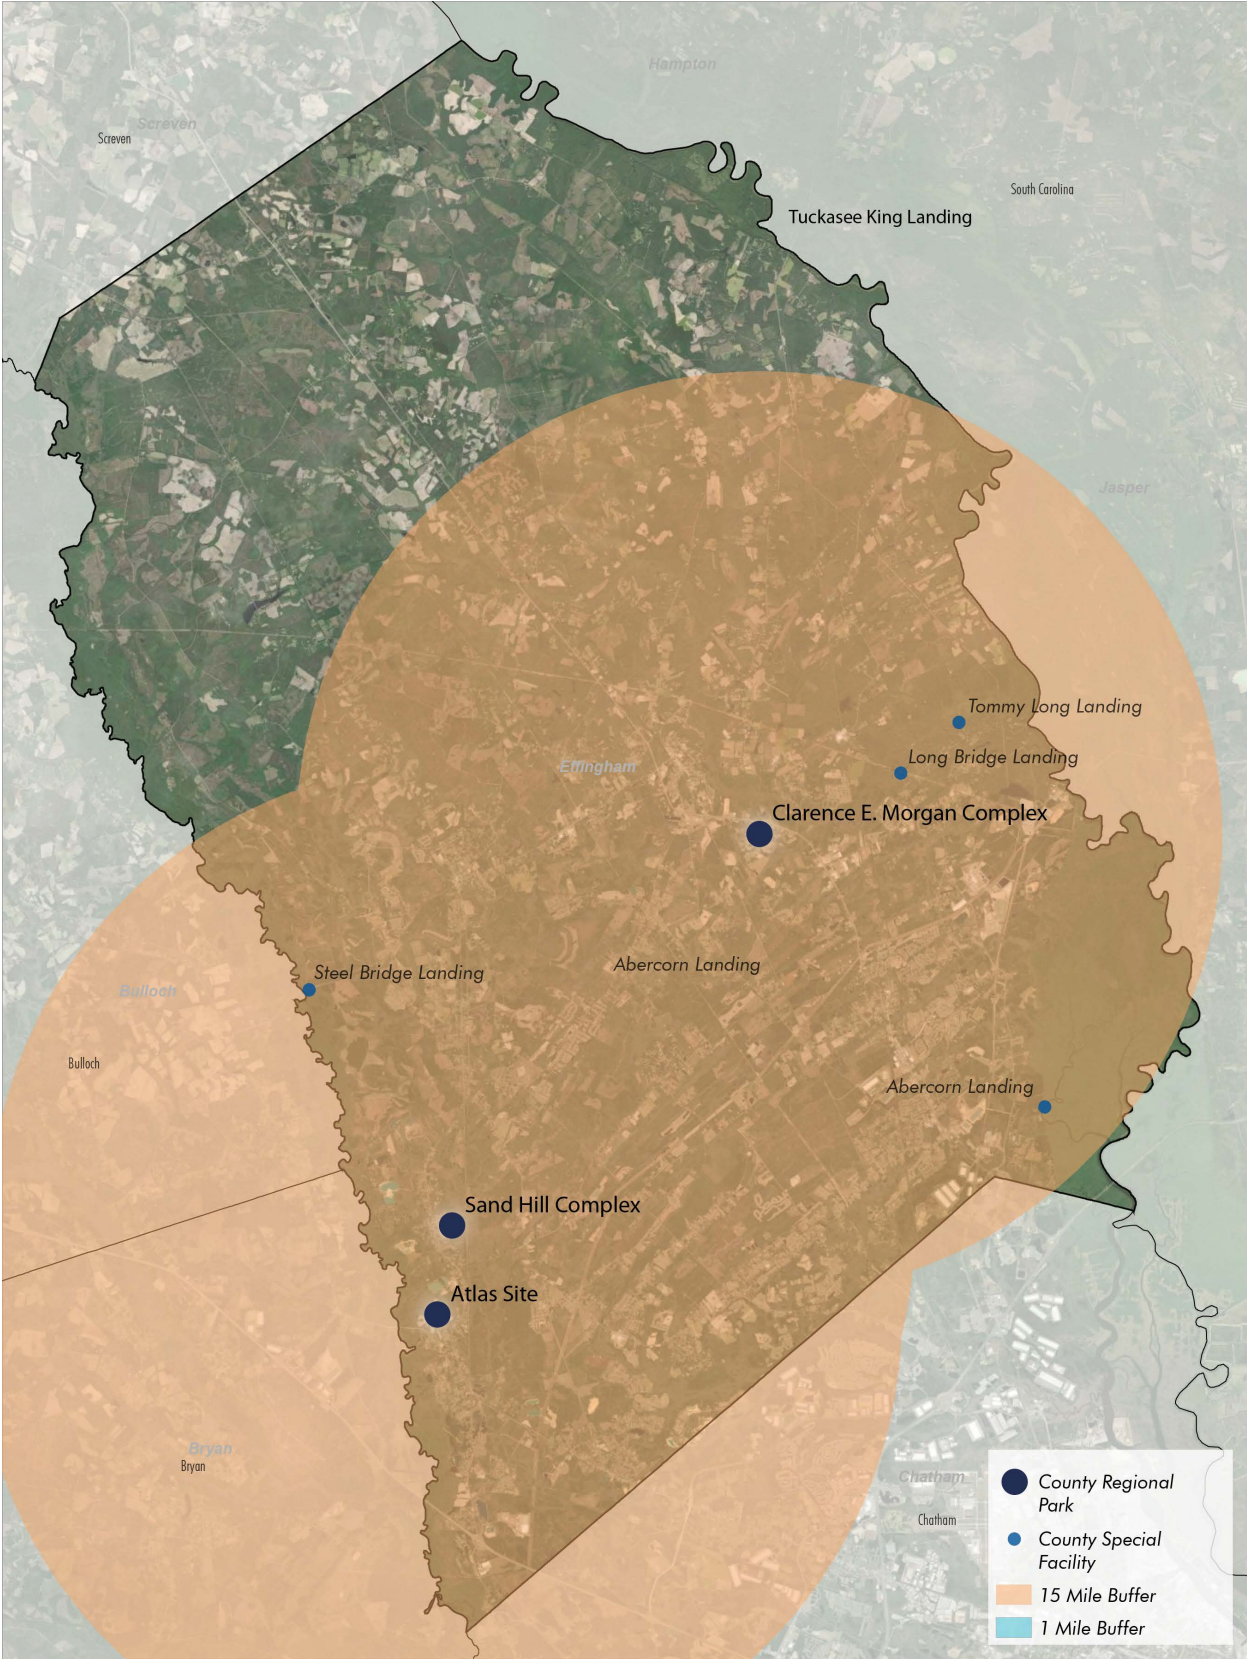 Hampton
Screven
Screven
South Carolina
Tuckasee King Landing
Jasper
Tommy Long Landing
Long Bridge Landing
Effingham
Clarence E. Morgan Complex
Abercorn Landing
Steel Bridge Landing
Bulloch
Bulloch
Abercorn Landing
Sand Hill Complex
Atlas Site
Bryan
Bryan
Chatham
Chatham
County Regional
Park
County Special
Facility
15 Mile Buffer
1 Mile Buffer